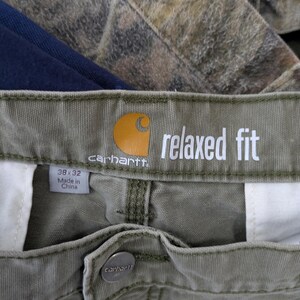 relaxed fit
carhartt
38 x 32
Made in
China
carhartt